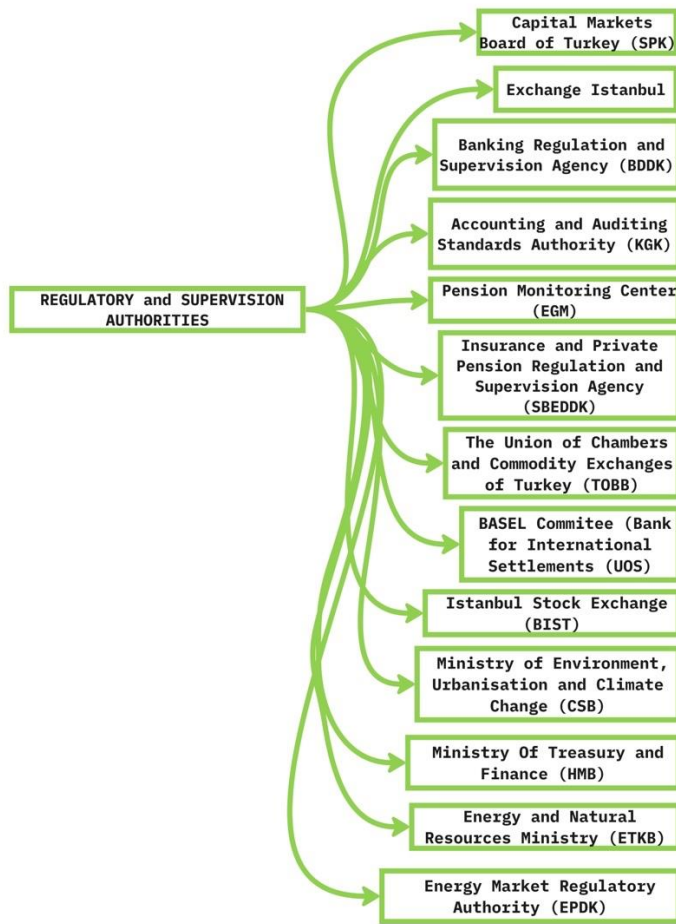 Capital Markets
Board of Turkey (SPK)
Exchange Istanbul
Banking Regulation and
Supervision Agency (BDDK)
Accounting and Auditing
Standards Authority (KGK)
REGULATORY and SUPERVISION
AUTHORITIES
Pension Monitoring Center
(EGM)
Insurance and Private
Pension Regulation and
Supervision Agency
(SBEDDK)
The Union of Chambers
and Commodity Exchanges
of Turkey (TOBB)
BASEL Commitee (Bank
for International
Settlements (UOS)
Istanbul Stock Exchange
(BIST)
Ministry of Environment,
Urbanisation and Climate
Change (CSB)
Ministry Of Treasury and
Finance (HMB)
Energy and Natural
Resources Ministry (ETKB)
Energy Market Regulatory
Authority (EPDK)